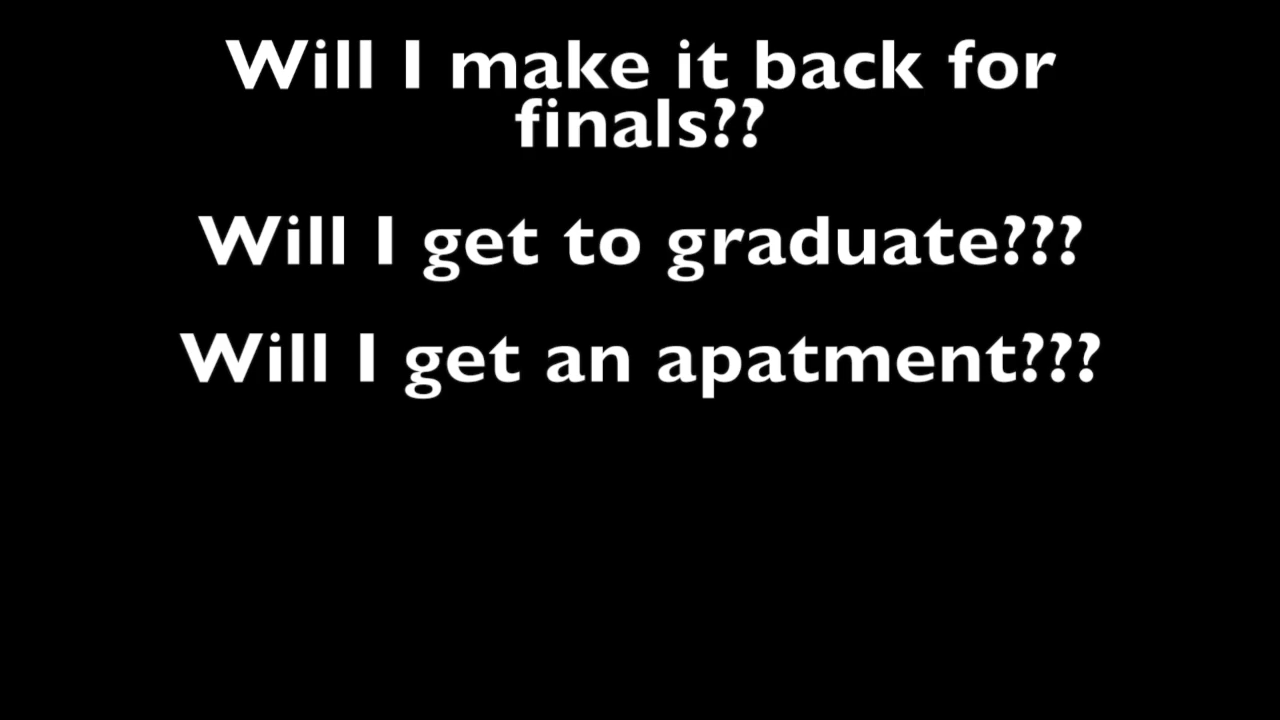 Will I make it back for
finals??
Will I get to graduate???
Will I get an apatment???